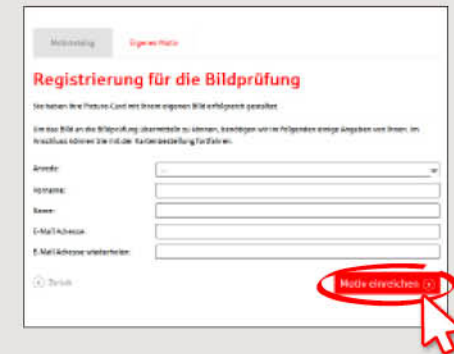 Motivkatalog Eigenes Motiv
Registrierung für die Bildprüfung
Sie haben Ihre Picture-Card mit Ihrem eigenen Bild erfolgreich gestaltet.
Um das Bild an die Bildprüfung übermitteln zu können, benötigen wir im Folgenden einige Angaben von Ihnen. Im
Anschluss können Sie mit der Kartenbestellung fortfahren.
Anrede:
Vorname:
Name:
E-Mail Adresse:
E-Mail Adresse wiederholen:
Zurück Motiv einreichen